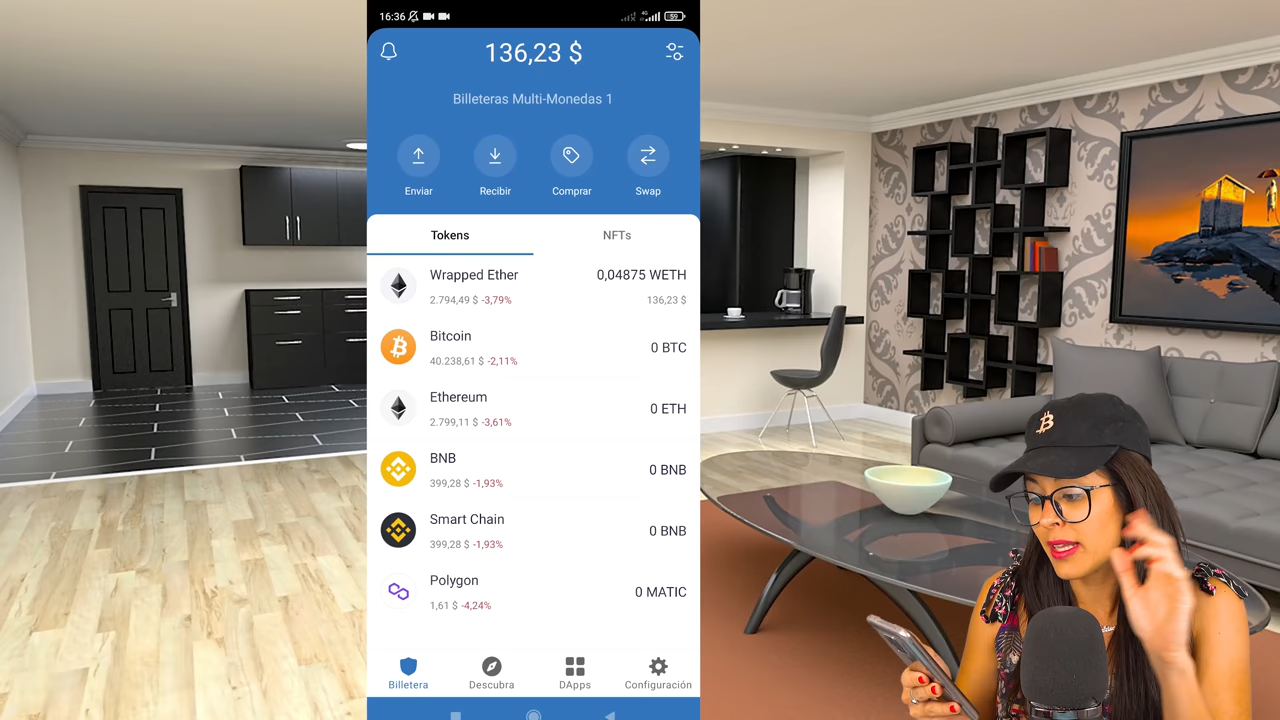 16:36
4G
59
136,23 $
Billeteras Multi-Monedas 1
Enviar
Recibir
Comprar
Swap
Tokens
NFTs
Wrapped Ether
0,04875 WETH
2.794,49 $ -3,79%
136,23 $
Bitcoin
40.238,61 $ -2,11%
0 BTC
Ethereum
2.799,11 $ -3,61%
0 ETH
BNB
399,28 $ -1,93%
0 BNB
Smart Chain
399,28 $ -1,93%
0 BNB
Polygon
1,61 $ -4,24%
0 MATIC
Billetera
Descubra
DApps
Configuración